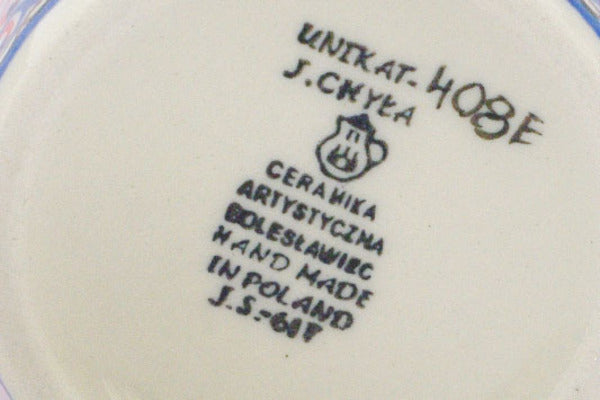 UNIKAT-408E
J. CHYŁA
CERAMIKA
ARTYSTYCZNA
BOLESŁAWIEC
HAND MADE
IN POLAND